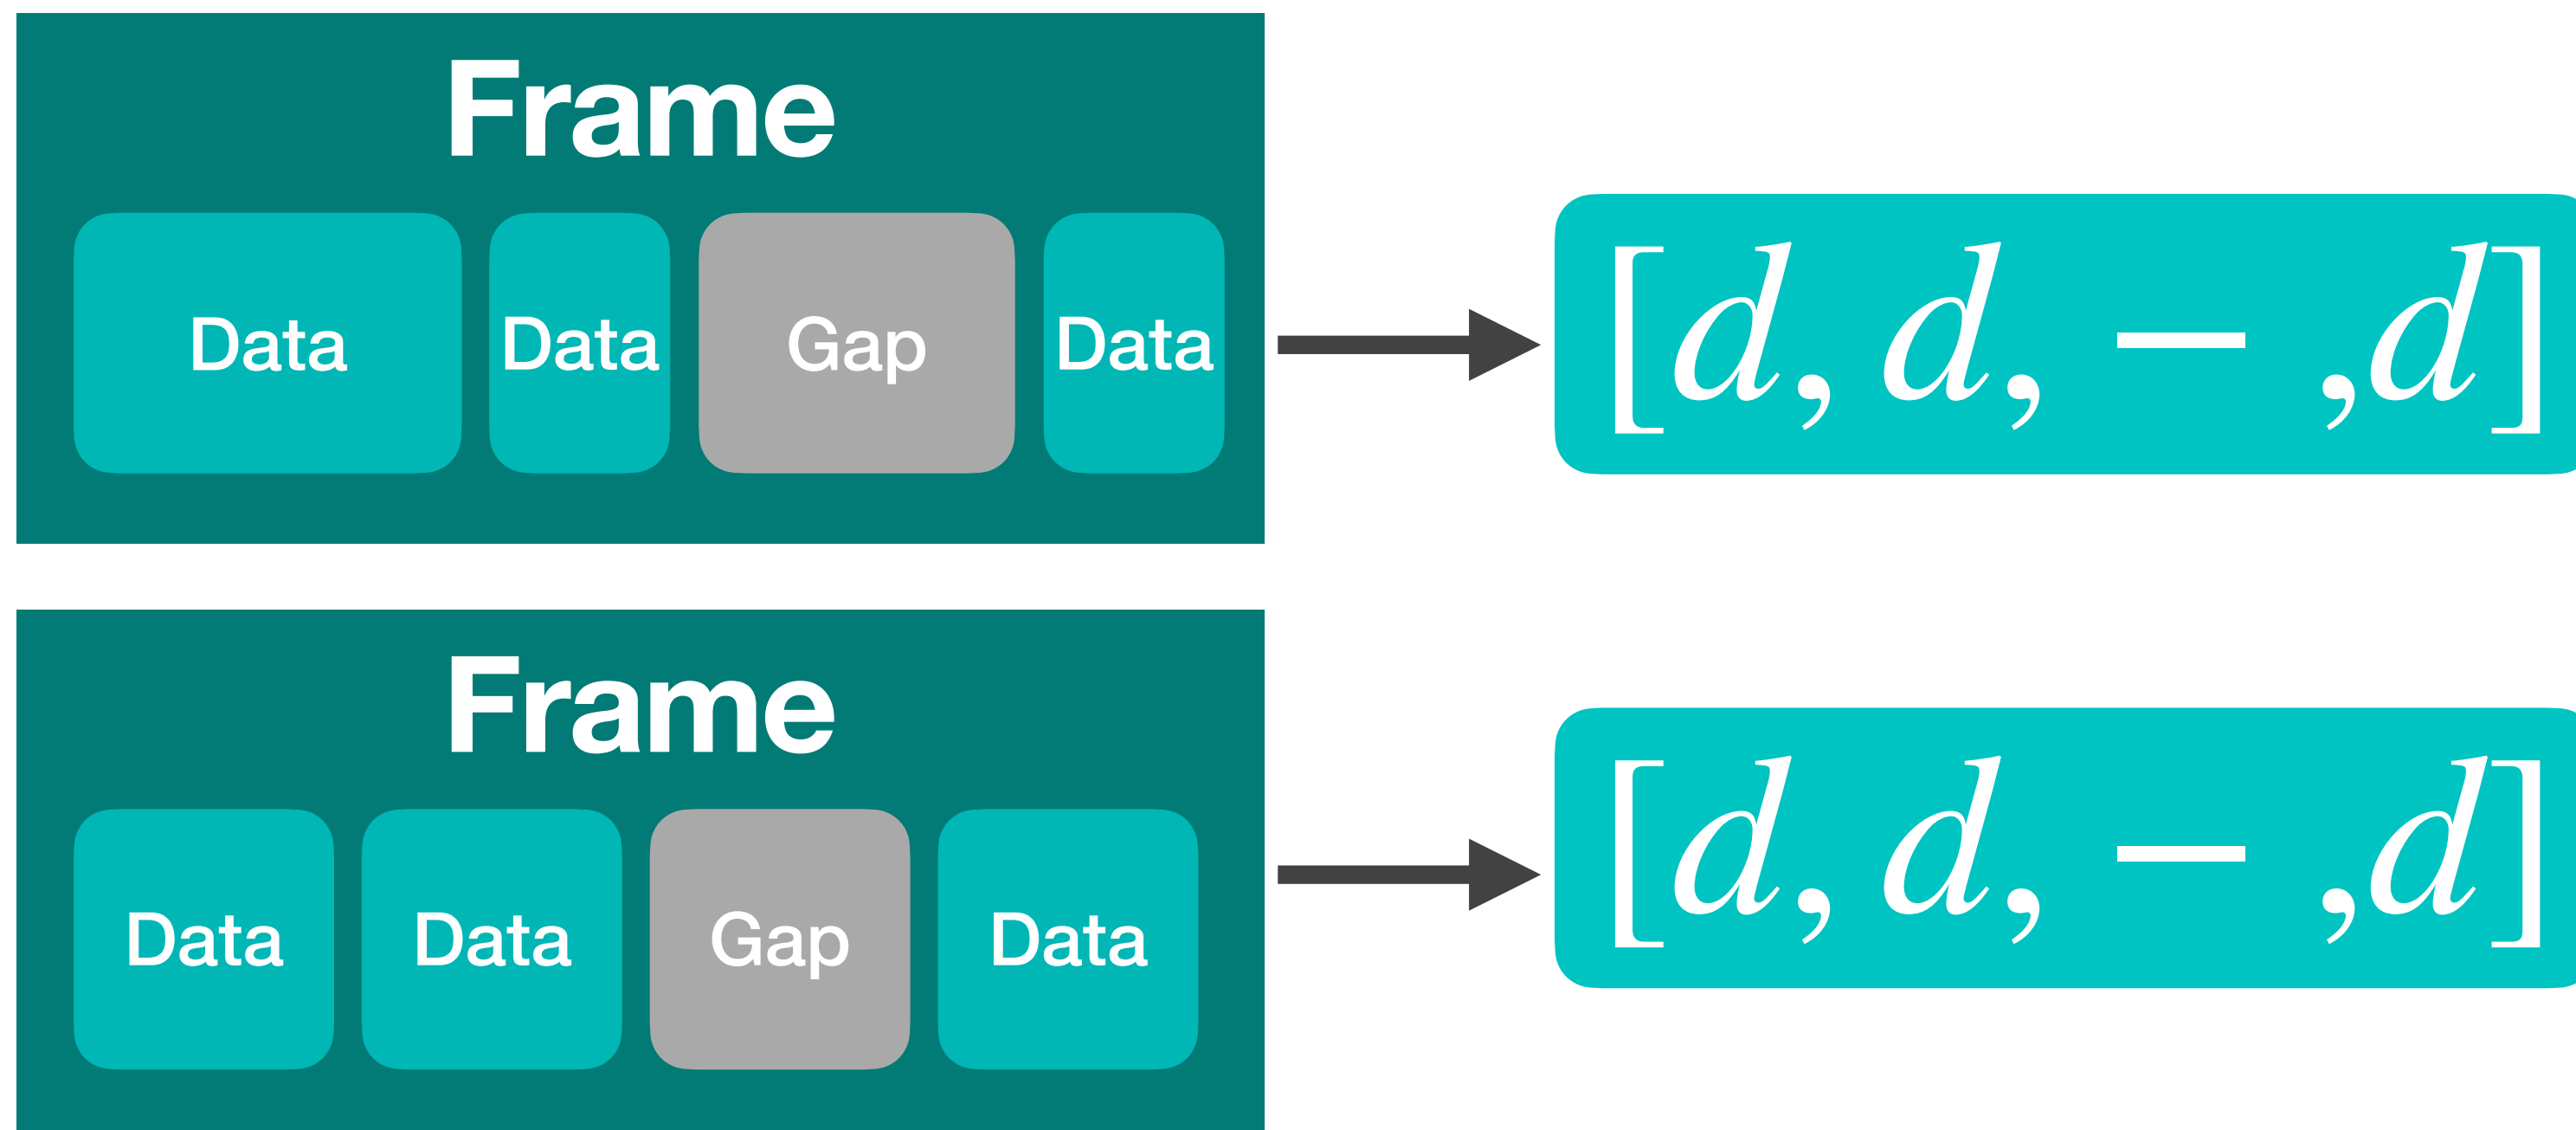 Frame
Data Data Gap Data
[d, d, − ,d]
Frame
Data Data Gap Data
[d, d, − ,d]